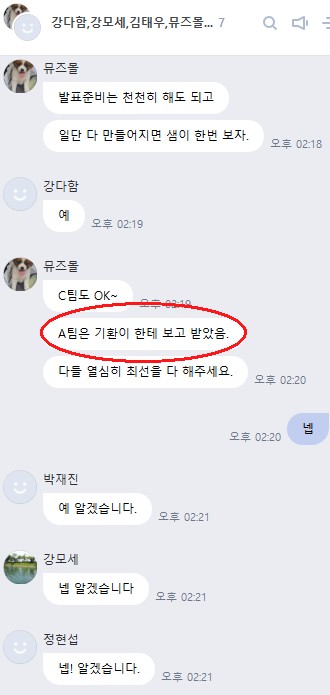 강다함,강모세,김태우,뮤즈몰... 7
뮤즈몰
발표준비는 천천히 해도 되고
일단 다 만들어지면 샘이 한번 보자.
오후 02:18
강다함
예
오후 02:19
뮤즈몰
C팀도 OK~
오후 02:19
A팀은 기환이 한테 보고 받았음.
다들 열심히 최선을 다 해주세요.
오후 02:20
넵
오후 02:20
박재진
예 알겠습니다.
오후 02:21
강모세
넵 알겠습니다
오후 02:21
정현섭
넵! 알겠습니다.
오후 02:21